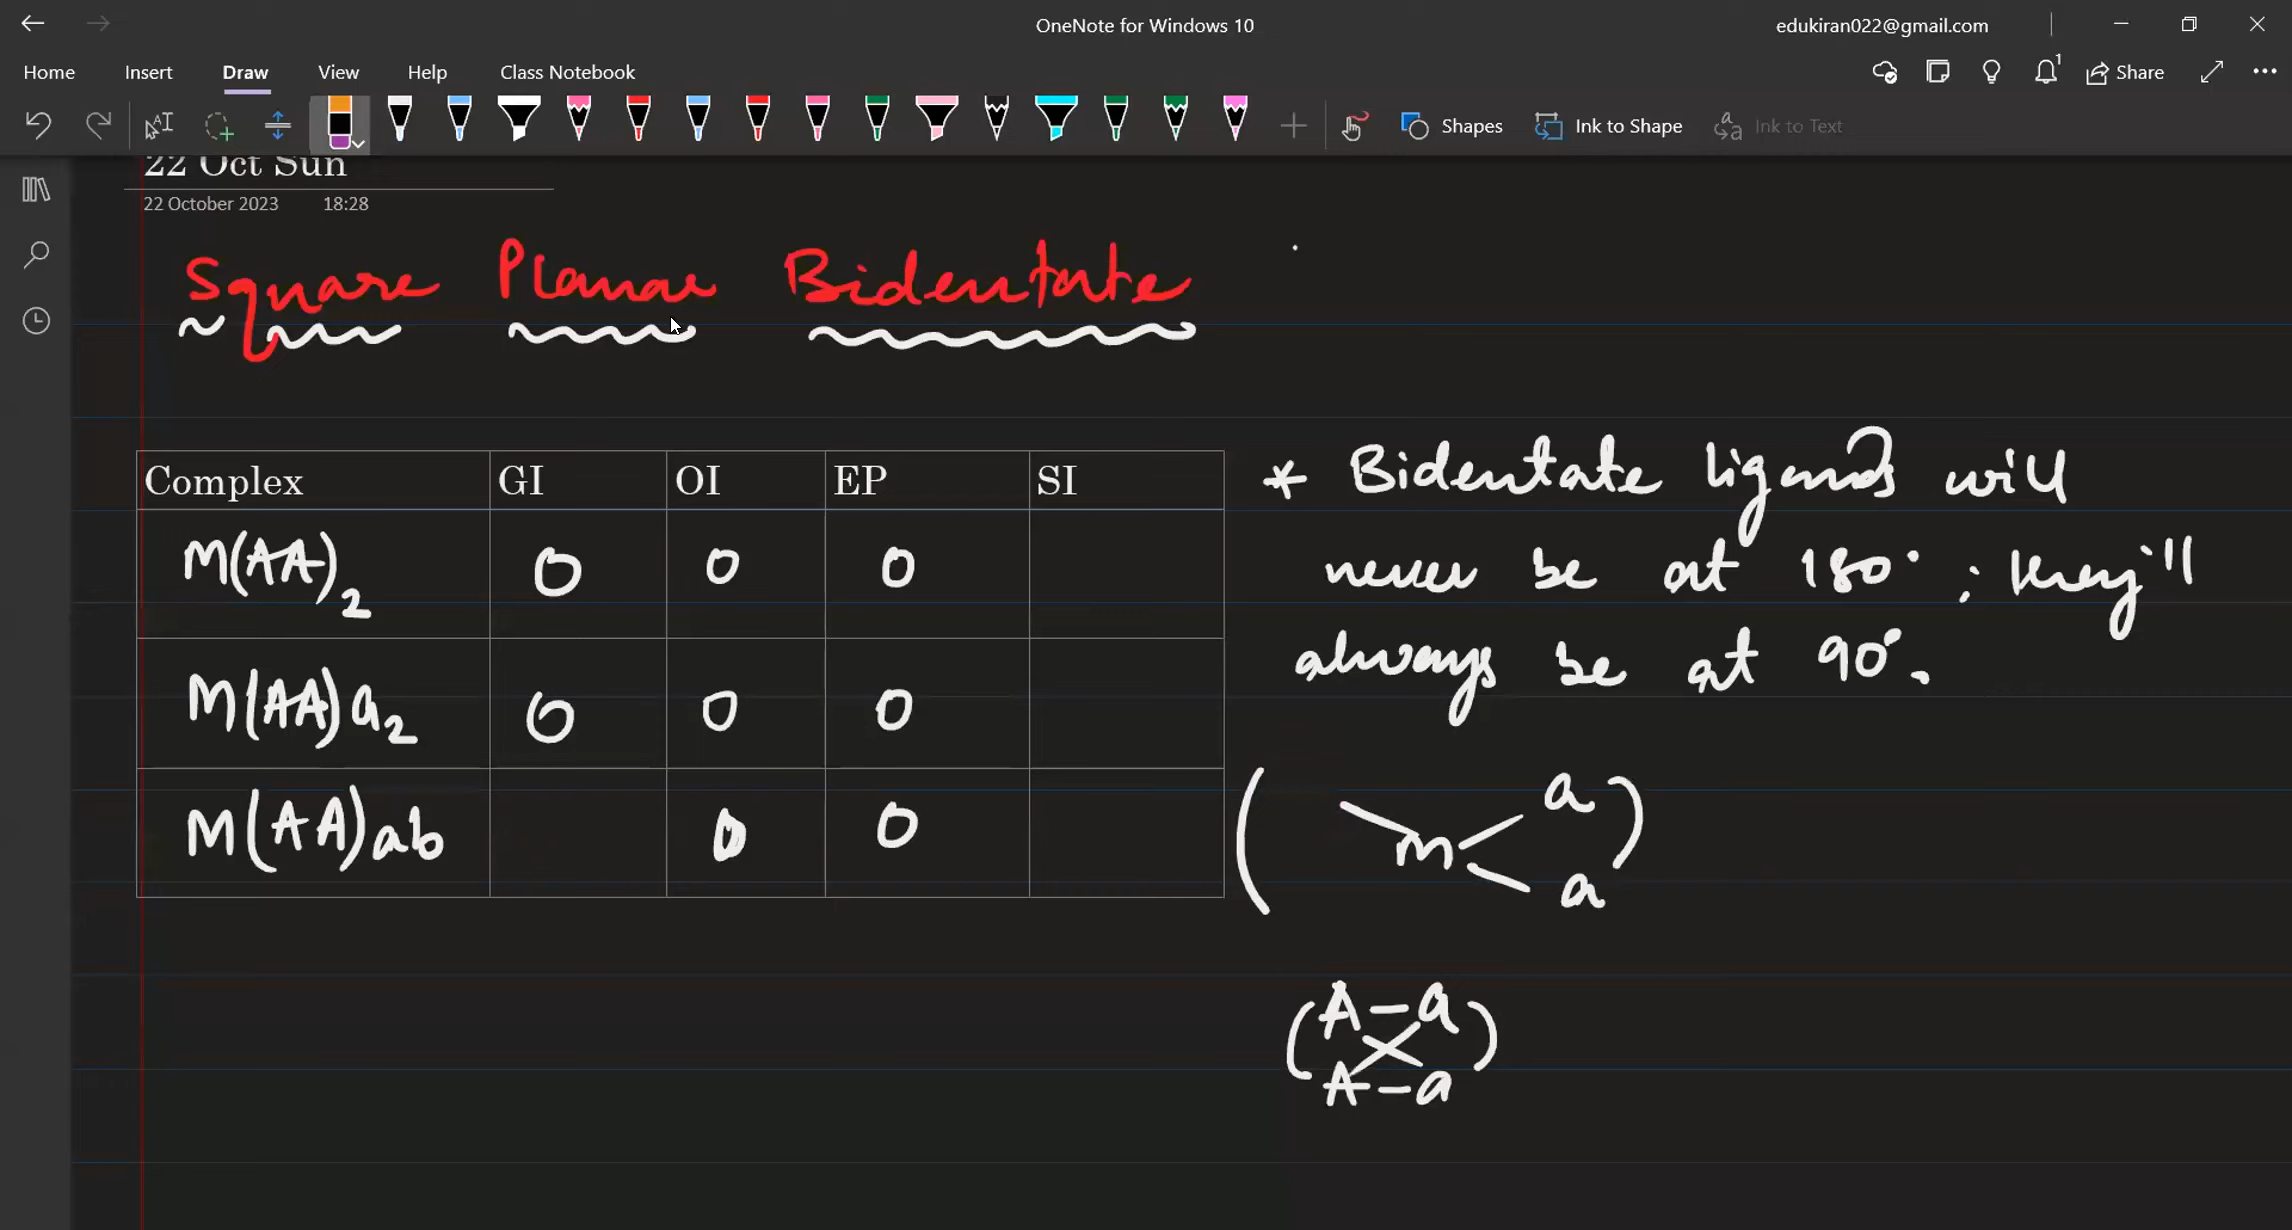 OneNote for Windows 10
edukiran022@gmail.com
Home Insert Draw View Help Class Notebook
1 Share
Shapes Ink to Shape Ink to Text
22 Oct Sun
22 October 2023 18:28
Square Planar Bidentate
Complex GI OI EP SI
M(AA)2 0 0 0
M(AA)a2 0 0 0
M(AA)ab 0 0
* Bidentate ligands will
never be at 180° ; they'll
always be at 90°.
( M a )
a
( A - a )
A - a